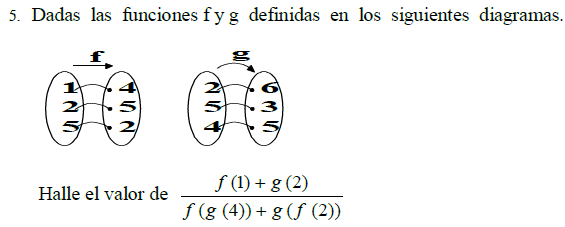 5. Dadas las funciones f y g definidas en los siguientes diagramas.
f g
1 4 2 6
2 5 5 3
5 2 4 5
Halle el valor de f (1) + g (2) / f (g (4)) + g (f (2))